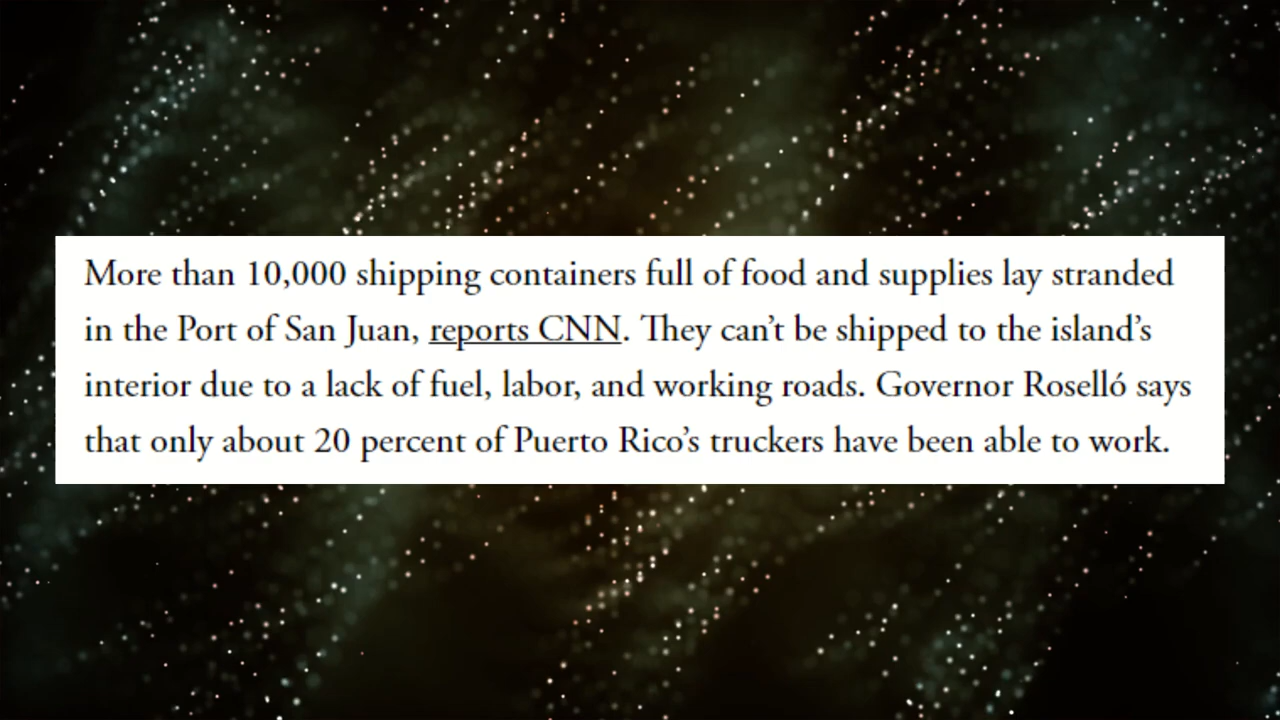 More than 10,000 shipping containers full of food and supplies lay stranded
in the Port of San Juan, reports CNN. They can’t be shipped to the island’s
interior due to a lack of fuel, labor, and working roads. Governor Roselló says
that only about 20 percent of Puerto Rico’s truckers have been able to work.